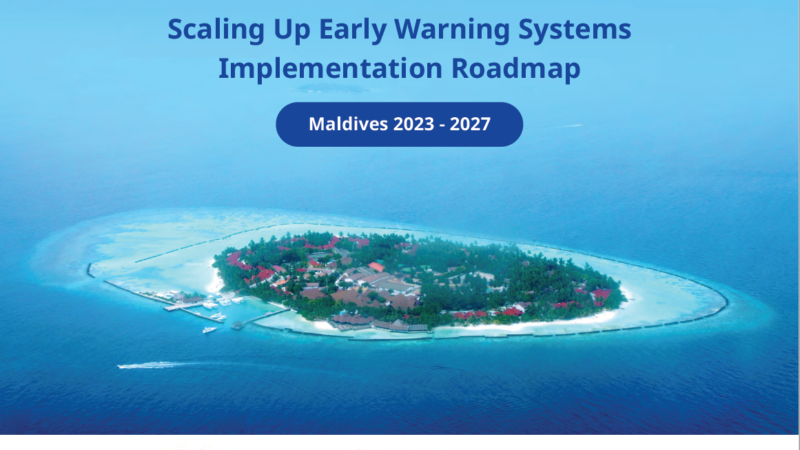 Scaling Up Early Warning Systems
Implementation Roadmap
Maldives 2023 - 2027